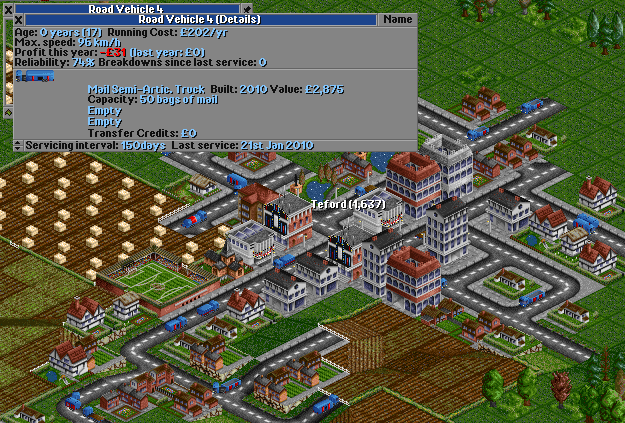 Road Vehicle 4
Road Vehicle 4 (Details) Name
Age: 0 years (17) Running Cost: £202/yr
Max. speed: 96 km/h
Profit this year: -£31 (last year: £0)
Reliability: 74% Breakdowns since last service: 0
Mail Semi-Artic. Truck Built: 2010 Value: £2,875
Capacity: 50 bags of mail
Empty
Empty
Transfer Credits: £0
Servicing interval: 150days Last service: 21st Jan 2010
Teford (4,637)